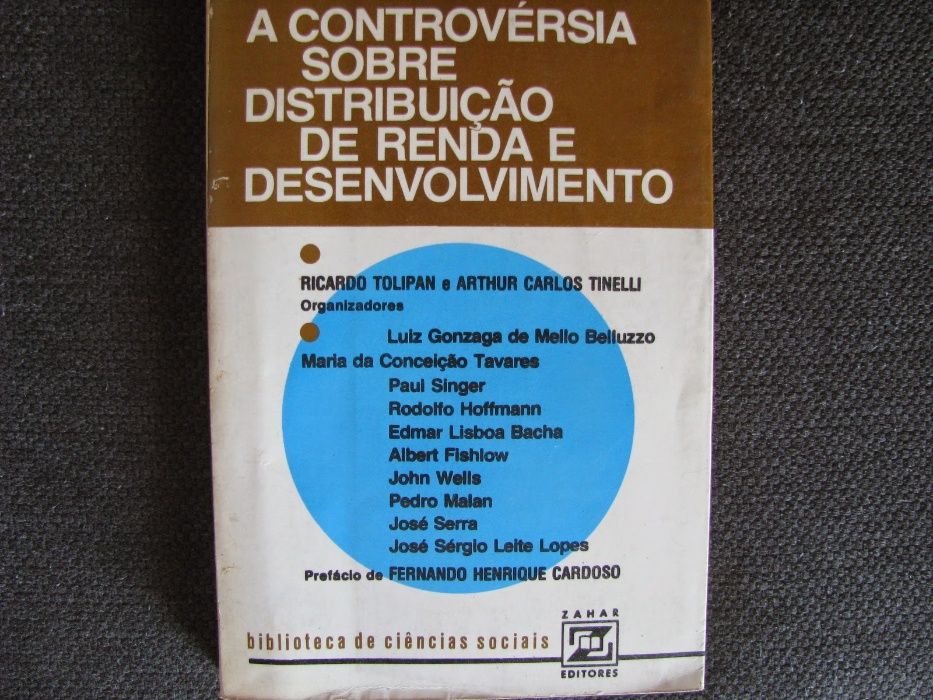 A CONTROVÉRSIA
SOBRE
DISTRIBUIÇÃO
DE RENDA E
DESENVOLVIMENTO
RICARDO TOLIPAN e ARTHUR CARLOS TINELLI
Organizadores
Luiz Gonzaga de Mello Belluzzo
Maria da Conceição Tavares
Paul Singer
Rodolfo Hoffmann
Edmar Lisboa Bacha
Albert Fishlow
John Wells
Pedro Malan
José Serra
José Sérgio Leite Lopes
Prefácio de FERNANDO HENRIQUE CARDOSO
biblioteca de ciências sociais
ZAHAR
EDITORES